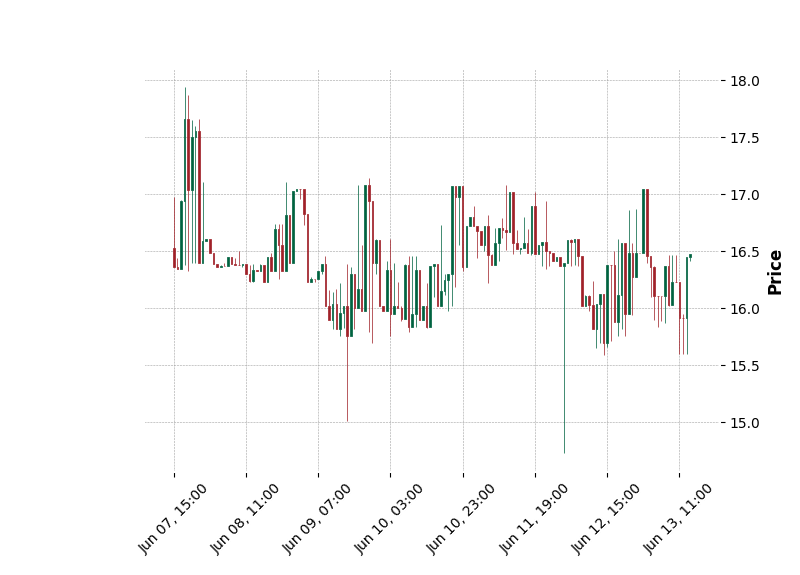 18.0
17.5
17.0
16.5
16.0
15.5
15.0
Price
Jun 07, 15:00
Jun 08, 11:00
Jun 09, 07:00
Jun 10, 03:00
Jun 10, 23:00
Jun 11, 19:00
Jun 12, 15:00
Jun 13, 11:00